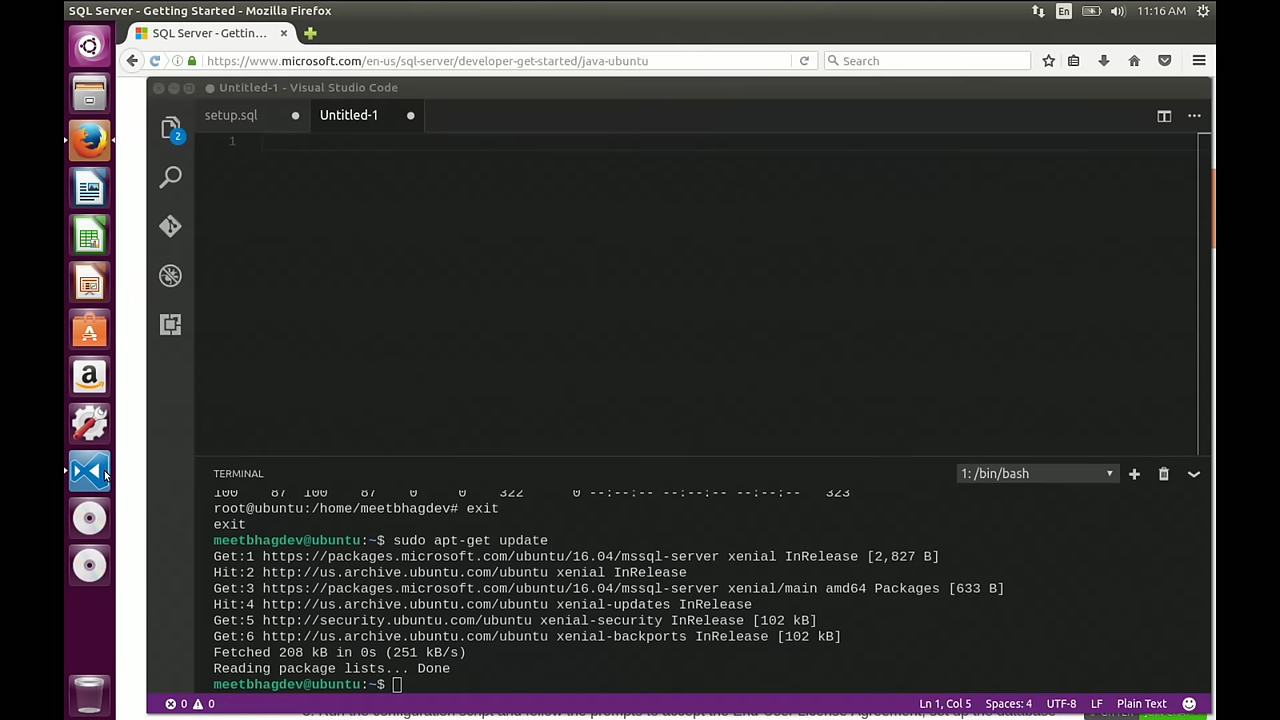 SQL Server - Getting Started - Mozilla Firefox
En
11:16 AM
SQL Server - Gettin...
https://www.microsoft.com/en-us/sql-server/developer-get-started/java-ubuntu
Search
Untitled-1 - Visual Studio Code
setup.sql
Untitled-1
2
1
TERMINAL
1: /bin/bash
100 87 100 87 0 0 322 0 --:--:-- --:--:-- --:--:-- 323
root@ubuntu:/home/meetbhagdev# exit
exit
meetbhagdev@ubuntu:~$ sudo apt-get update
Get:1 https://packages.microsoft.com/ubuntu/16.04/mssql-server xenial InRelease [2,827 B]
Hit:2 http://us.archive.ubuntu.com/ubuntu xenial InRelease
Get:3 https://packages.microsoft.com/ubuntu/16.04/mssql-server xenial/main amd64 Packages [633 B]
Hit:4 http://us.archive.ubuntu.com/ubuntu xenial-updates InRelease
Get:5 http://security.ubuntu.com/ubuntu xenial-security InRelease [102 kB]
Get:6 http://us.archive.ubuntu.com/ubuntu xenial-backports InRelease [102 kB]
Fetched 208 kB in 0s (251 kB/s)
Reading package lists... Done
meetbhagdev@ubuntu:~$
0 0
Ln 1, Col 5 Spaces: 4 UTF-8 LF Plain Text